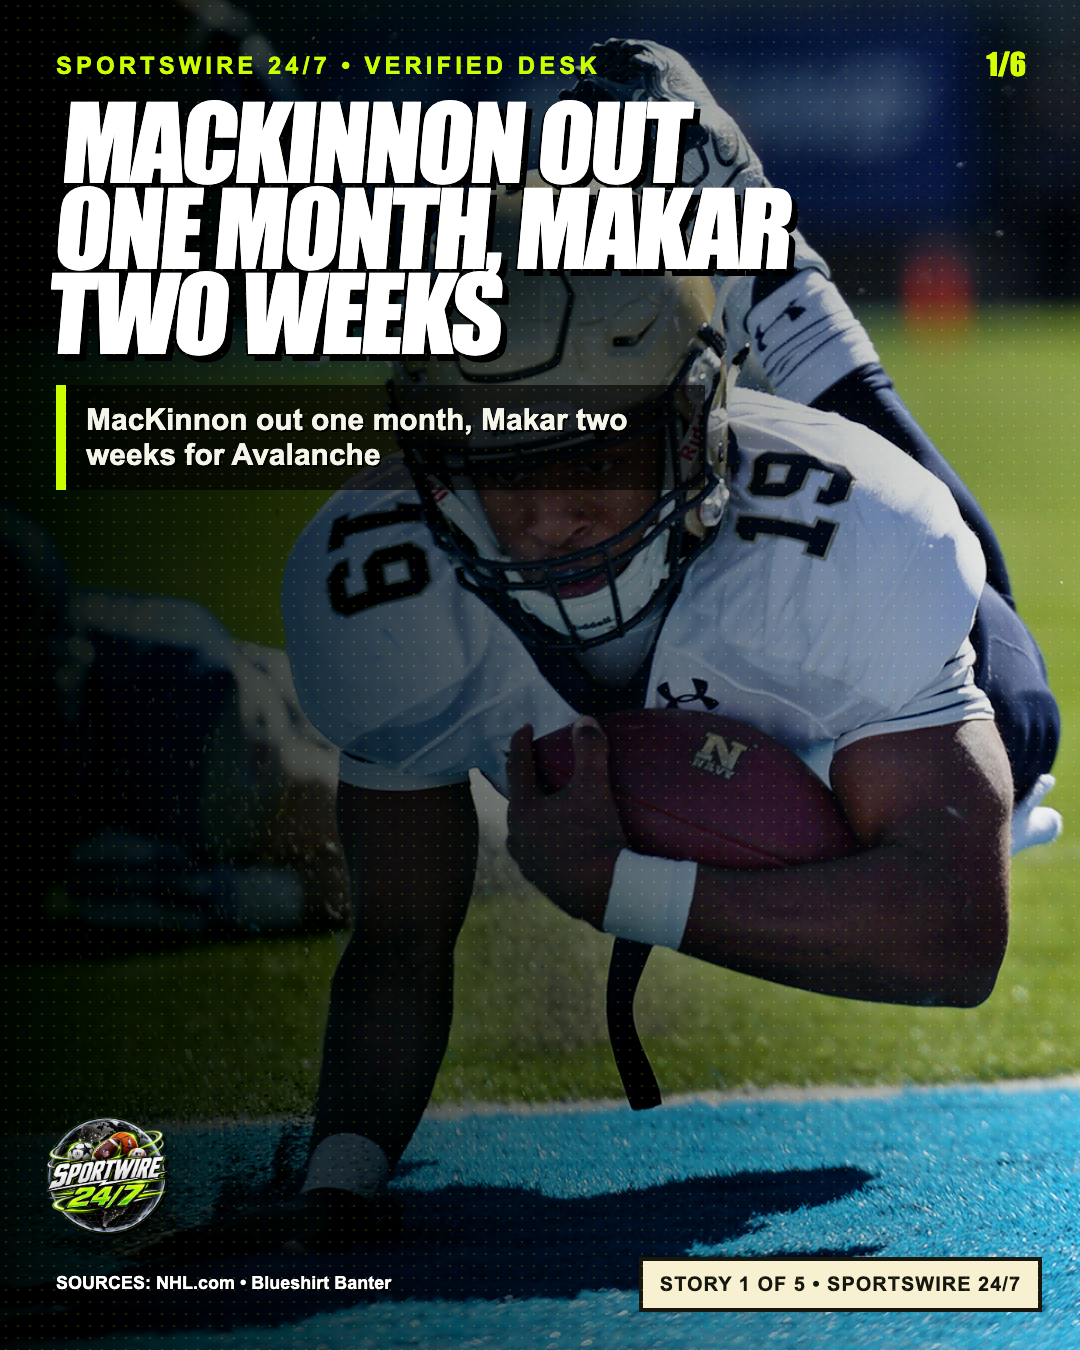 SPORTSWIRE 24/7 • VERIFIED DESK
1/6
MACKINNON OUT
ONE MONTH, MAKAR
TWO WEEKS
MacKinnon out one month, Makar two
weeks for Avalanche
19
19
N
NAVY
SPORTWIRE
24/7
SOURCES: NHL.com • Blueshirt Banter
STORY 1 OF 5 • SPORTSWIRE 24/7